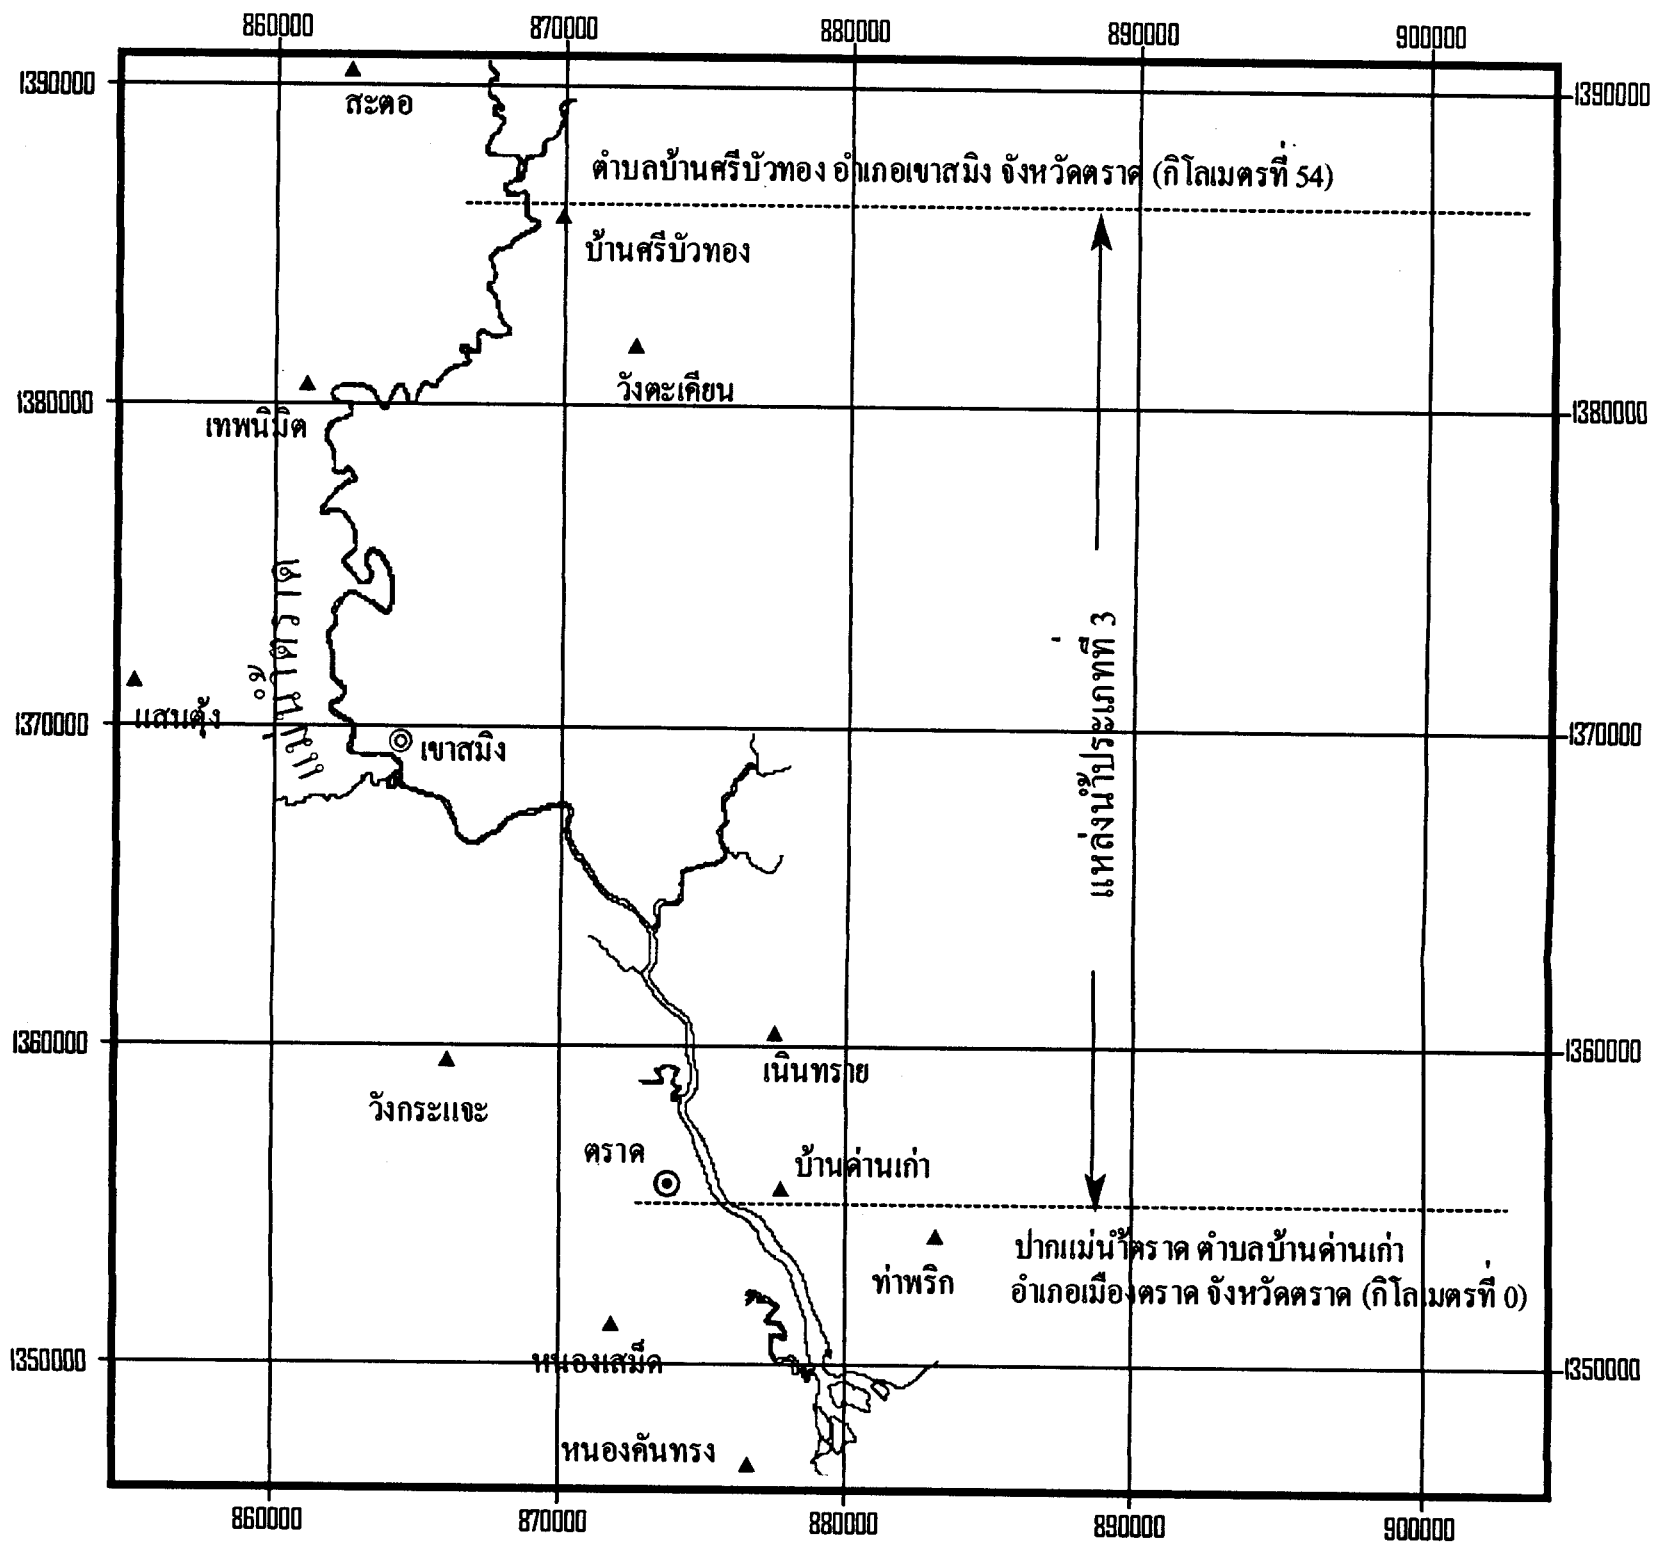 860000 870000 880000 890000 900000
1390000 1390000
สะตอ
ตำบลบ้านศรีบัวทอง อำเภอเขาสมิง จังหวัดตราด (กิโลเมตรที่ 54)
บ้านศรีบัวทอง
วังตะเคียน
1380000 1380000
เทพนิมิต
แม่น้ำตราด
แหล่งน้ำประเภทที่ 3
แสนตุ้ง
1370000 1370000
เขาสมิง
1360000 1360000
เนินทราย
วังกระแจะ
ตราด
บ้านด่านเก่า
ปากแม่น้ำตราด ตำบลบ้านด่านเก่า
อำเภอเมืองตราด จังหวัดตราด (กิโลเมตรที่ 0)
ท่าพริก
1350000 1350000
หนองเสม็ด
หนองคันทรง
860000 870000 880000 890000 900000